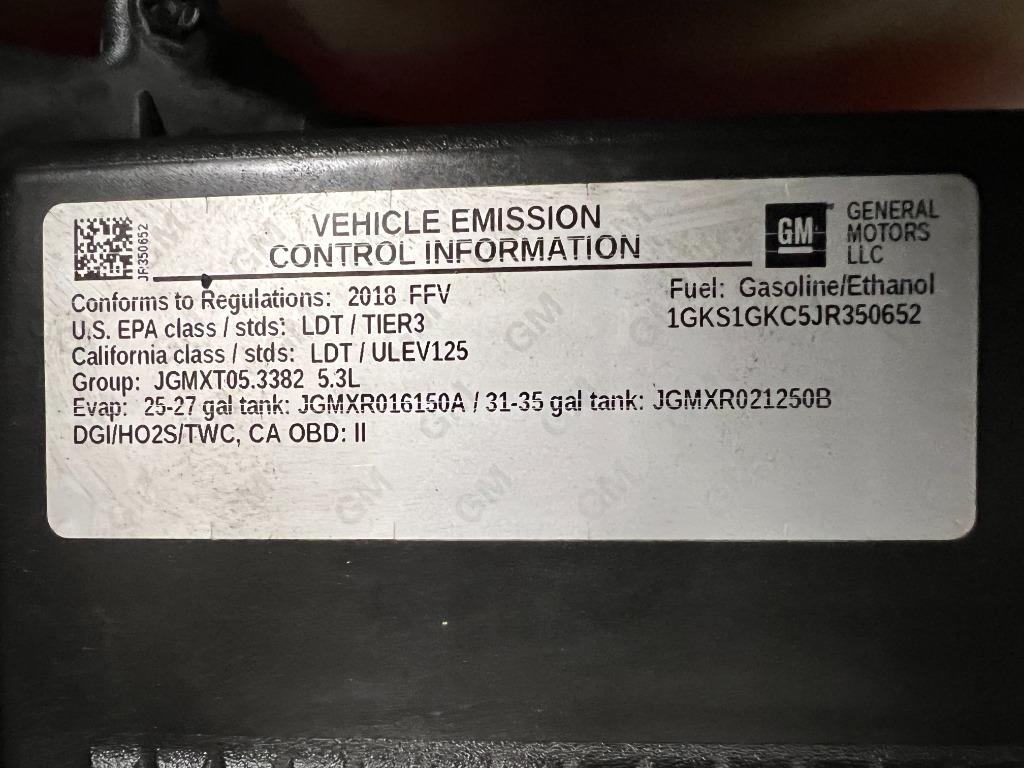 VEHICLE EMISSION
CONTROL INFORMATION
GM
GENERAL
MOTORS
LLC
JR350652
Conforms to Regulations: 2018 FFV
Fuel: Gasoline/Ethanol
U.S. EPA class / stds: LDT / TIER3
1GKS1GKC5JR350652
California class / stds: LDT / ULEV125
Group: JGMXT05.3382 5.3L
Evap: 25-27 gal tank: JGMXR016150A / 31-35 gal tank: JGMXR021250B
DGI/HO2S/TWC, CA OBD: II